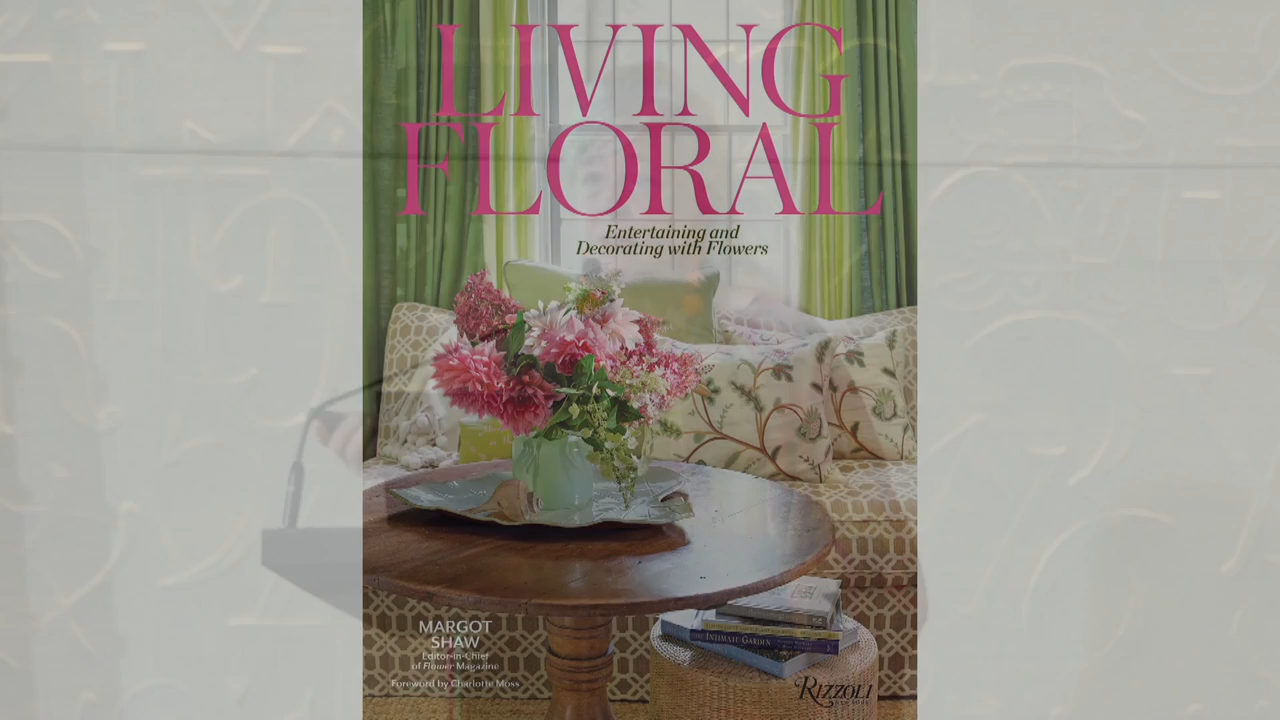 LIVING
FLORAL
Entertaining and
Decorating with Flowers
INTIMATE GARDEN
MARGOT
SHAW
Editor-in-Chief
of Flower Magazine
Foreword by Charlotte Moss
RIZZOLI